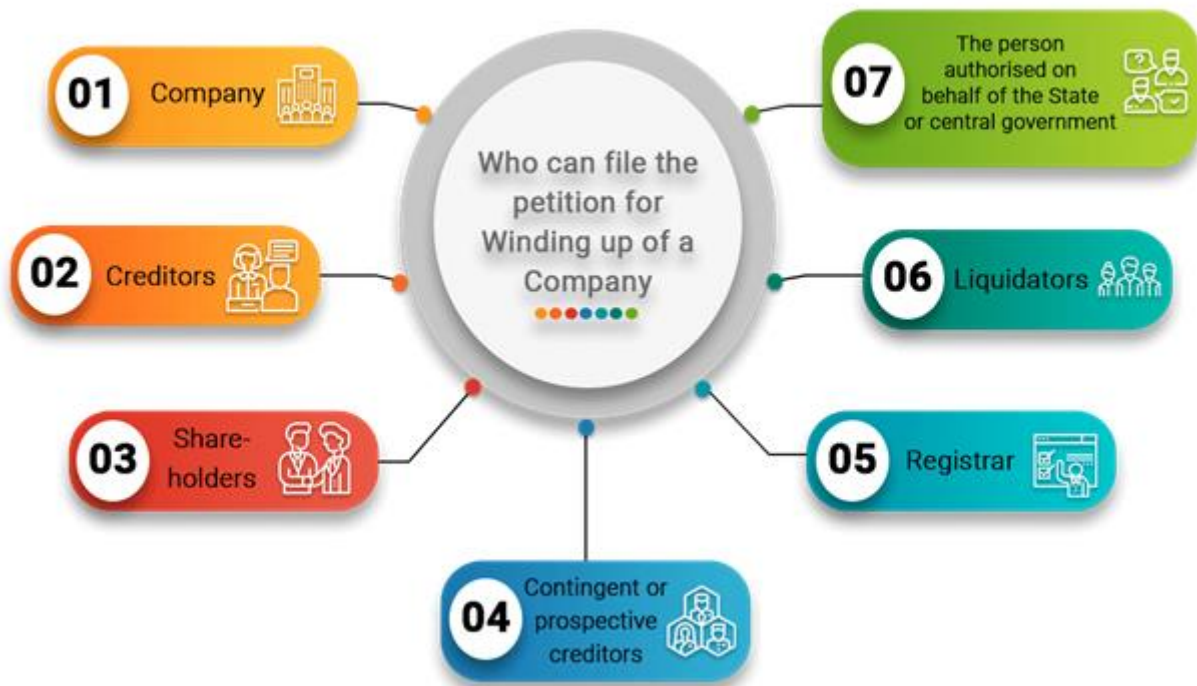 Who can file the
petition for
Winding up of a
Company
01
Company
02
Creditors
03
Share-
holders
04
Contingent or
prospective
creditors
05
Registrar
06
Liquidators
07
The person
authorised on
behalf of the State
or central government